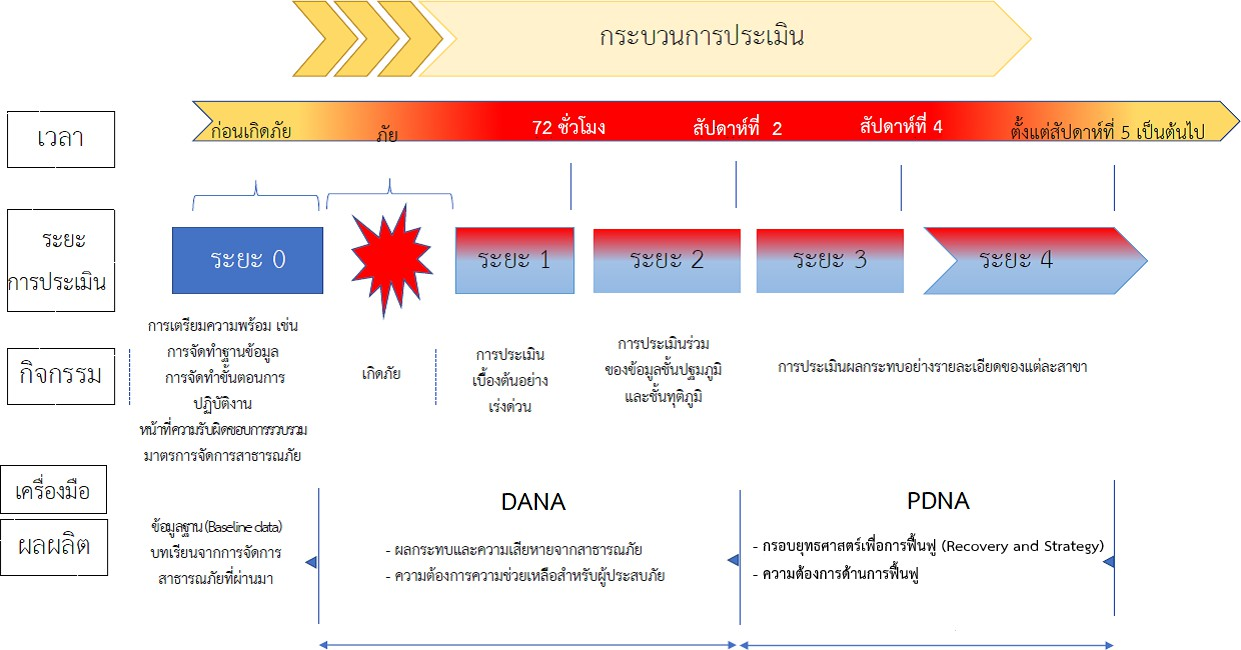 กระบวนการประเมิน
เวลา
ก่อนเกิดภัย
ภัย
72 ชั่วโมง
สัปดาห์ที่ 2
สัปดาห์ที่ 4
ตั้งแต่สัปดาห์ที่ 5 เป็นต้นไป
ระยะ
การประเมิน
ระยะ 0
ระยะ 1
ระยะ 2
ระยะ 3
ระยะ 4
กิจกรรม
การเตรียมความพร้อม เช่น
การจัดทำฐานข้อมูล
การจัดทำขั้นตอนการ
ปฏิบัติงาน
หน้าที่ความรับผิดขอบการรวบรวม
มาตรการจัดการสาธารณภัย
เกิดภัย
การประเมิน
เบื้องต้นอย่าง
เร่งด่วน
การประเมินร่วม
ของข้อมูลชั้นปฐมภูมิ
และชั้นทุติภูมิ
การประเมินผลกระทบอย่างรายละเอียดของแต่ละสาขา
เครื่องมือ
ผลผลิต
ข้อมูลฐาน (Baseline data)
บทเรียนจากการจัดการ
สาธารณภัยที่ผ่านมา
DANA
- ผลกระทบและความเสียหายจากสาธารณภัย
- ความต้องการความช่วยเหลือสำหรับผู้ประสบภัย
PDNA
- กรอบยุทธศาสตร์เพื่อการฟื้นฟู (Recovery and Strategy)
- ความต้องการด้านการฟื้นฟู